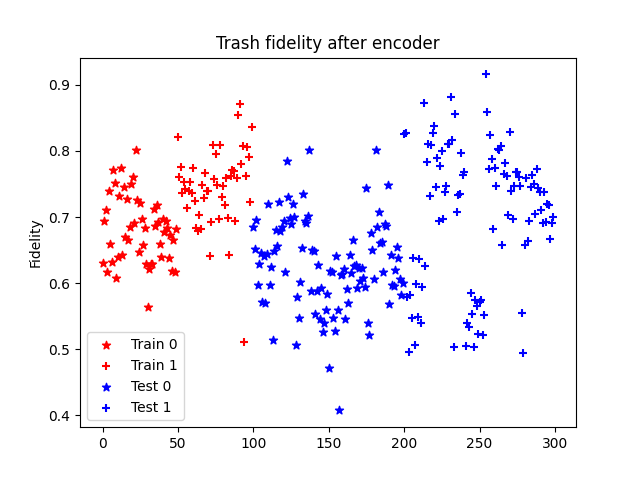 Trash fidelity after encoder
0.9
0.8
0.7
0.6
0.5
0.4
Fidelity
Train 0
Train 1
Test 0
Test 1
0 50 100 150 200 250 300